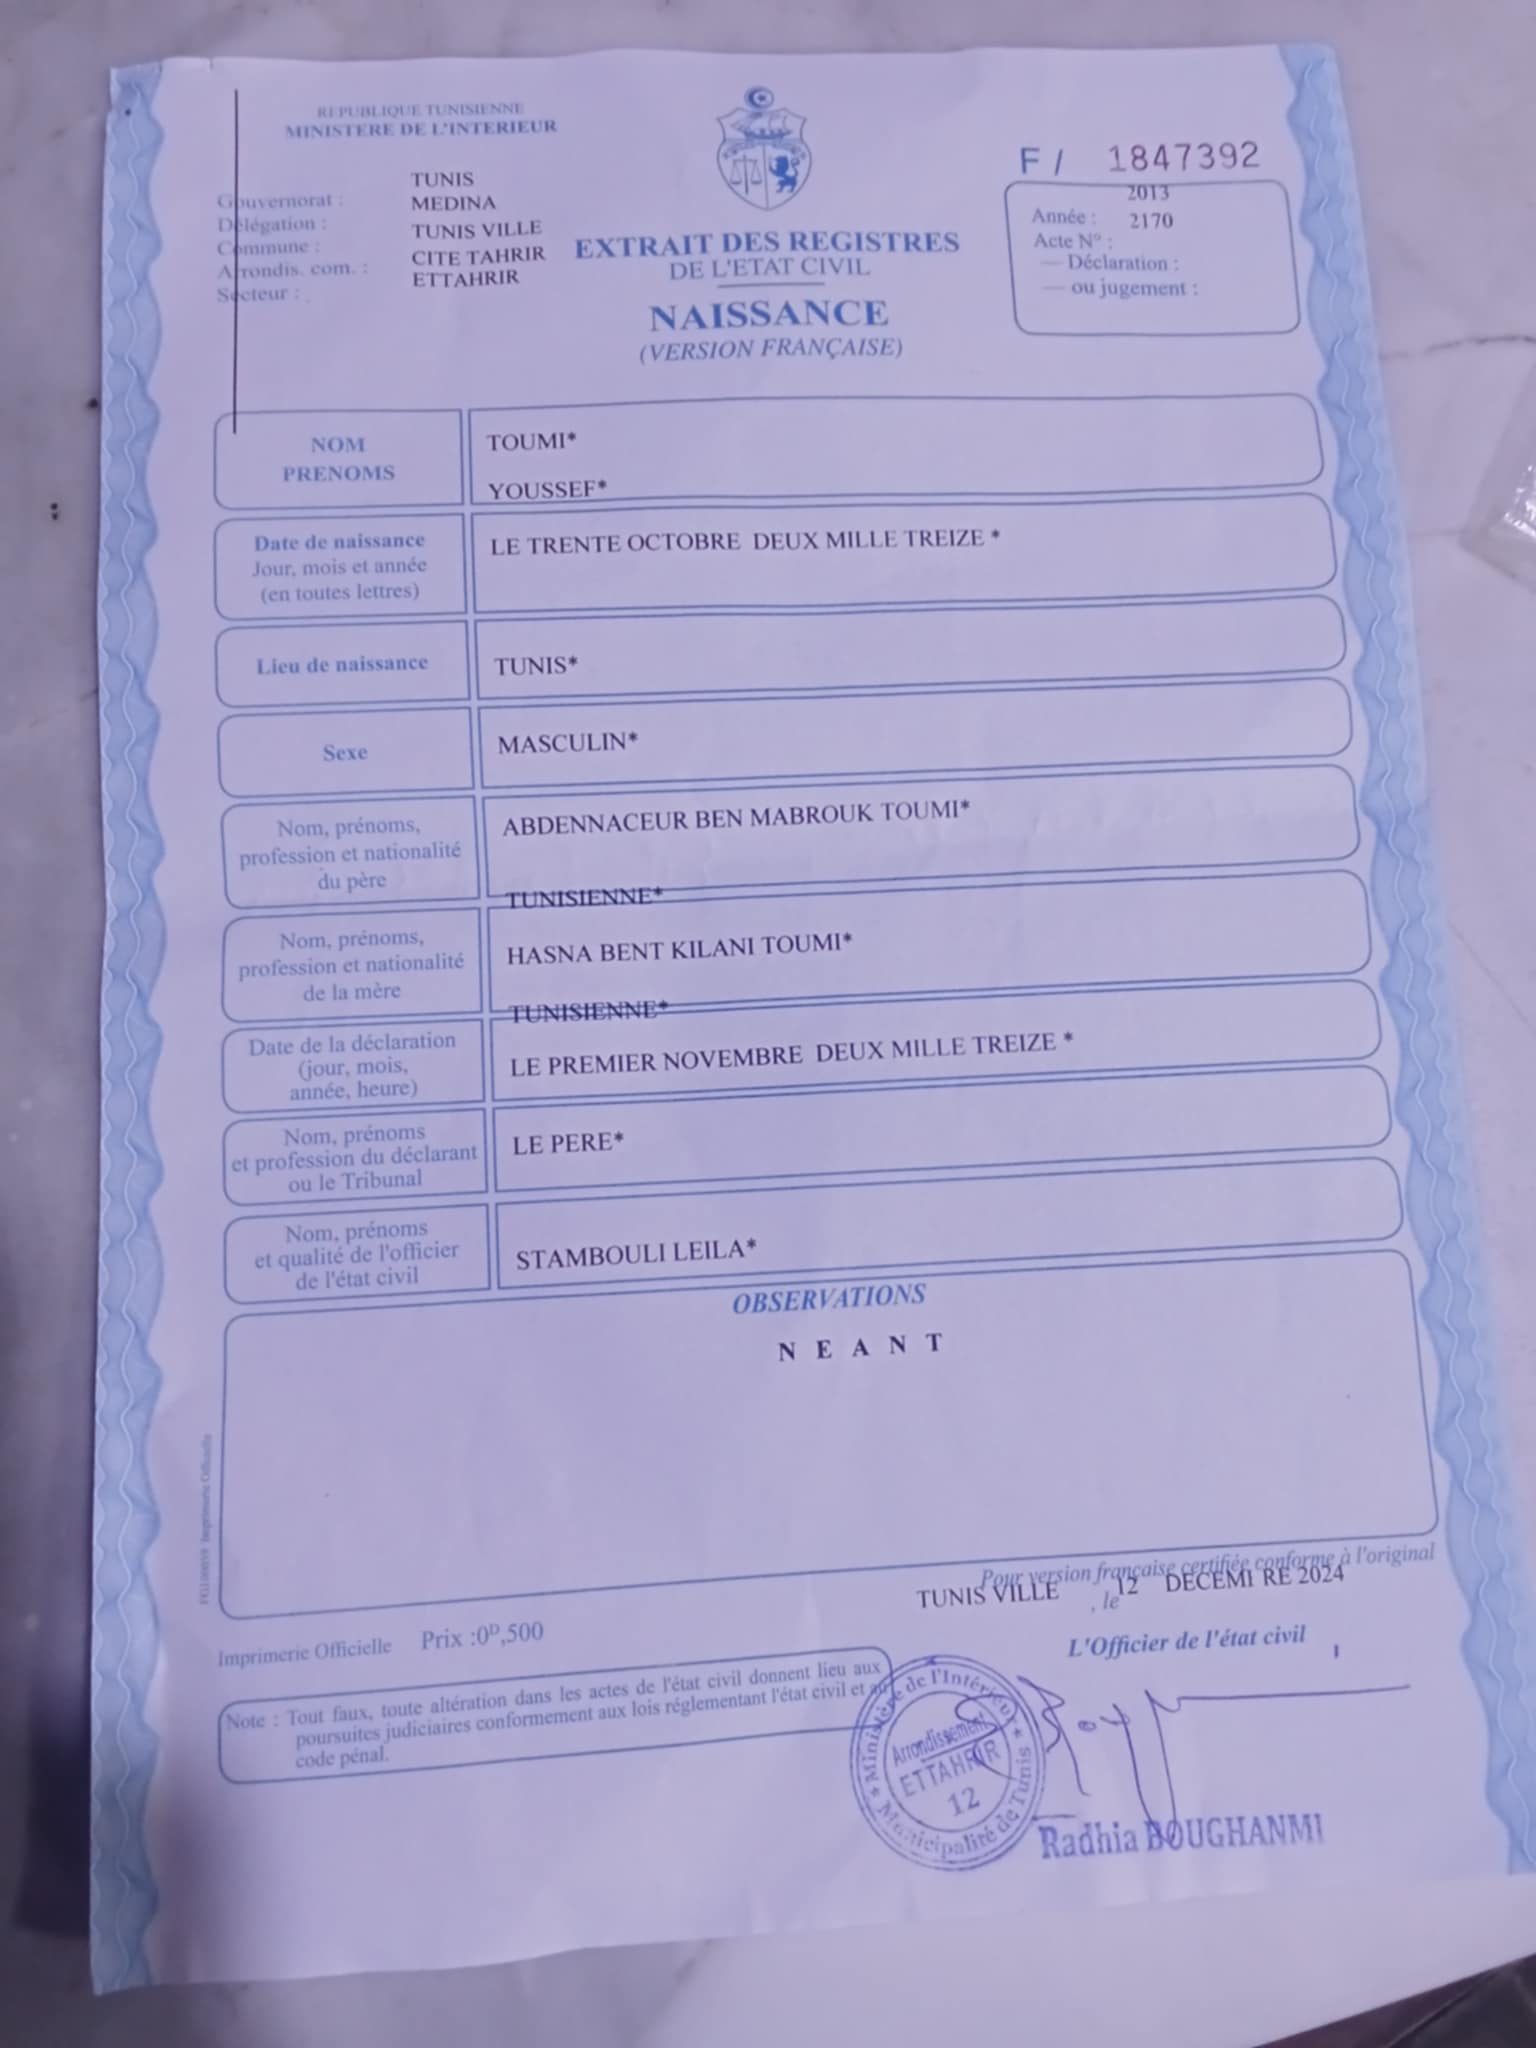 REPUBLIQUE TUNISIENNE
MINISTERE DE L'INTERIEUR
Gouvernorat : TUNIS
Délégation : MEDINA
Commune : TUNIS VILLE
Arrondis. com. : CITE TAHRIR
Secteur : ETTAHRIR
EXTRAIT DES REGISTRES
DE L'ETAT CIVIL
NAISSANCE
(VERSION FRANÇAISE)
F / 1847392
Année : 2013
Acte N° : 2170
— Déclaration :
— ou jugement :
NOM TOUMI*
PRENOMS YOUSSEF*
Date de naissance
Jour, mois et année
(en toutes lettres)
LE TRENTE OCTOBRE DEUX MILLE TREIZE *
Lieu de naissance
TUNIS*
Sexe
MASCULIN*
Nom, prénoms,
profession et nationalité
du père
ABDENNACEUR BEN MABROUK TOUMI*
TUNISIENNE*
Nom, prénoms,
profession et nationalité
de la mère
HASNA BENT KILANI TOUMI*
TUNISIENNE*
Date de la déclaration
(jour, mois,
année, heure)
LE PREMIER NOVEMBRE DEUX MILLE TREIZE *
Nom, prénoms
et profession du déclarant
ou le Tribunal
LE PERE*
Nom, prénoms
et qualité de l'officier
de l'état civil
STAMBOULI LEILA*
OBSERVATIONS
N E A N T
Imprimerie Officielle
Pour version française certifiée conforme à l'original
TUNIS VILLE , le 12 DECEMI RE 2024
Imprimerie Officielle Prix :0ᴰ,500
L'Officier de l'état civil
Note : Tout faux, toute altération dans les actes de l'état civil donnent lieu aux
poursuites judiciaires conformement aux lois réglementant l'état civil et au
code pénal.
* Ministère de l'Intérieur *
Municipalité de Tunis
Arrondissement
ETTAHRIR
12
Radhia BOUGHANMI